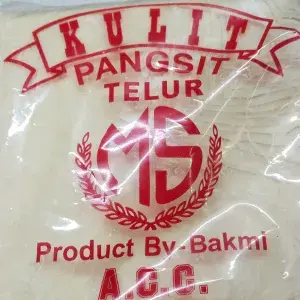 KULIT
PANGSIT
TELUR
MS
Product By-Bakmi
A.C.C.